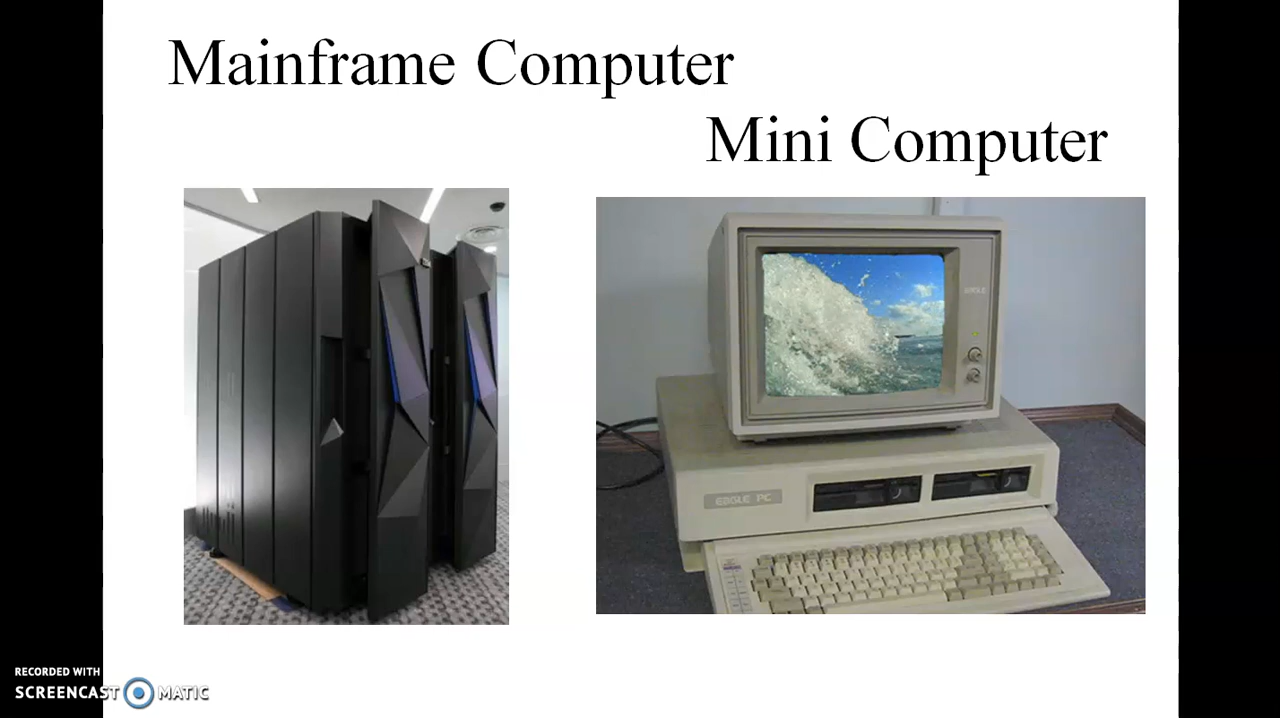 Mainframe Computer
Mini Computer
EAGLE
EAGLE PC
RECORDED WITH
SCREENCAST MATIC